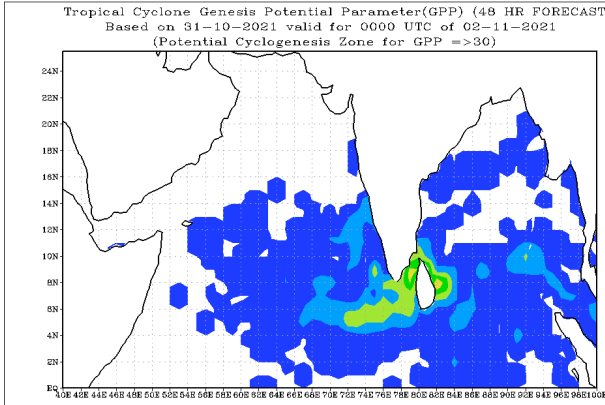 Tropical Cyclone Genesis Potential Parameter(GPP) (48 HR FORECAST
Based on 31-10-2021 valid for 0000 UTC of 02-11-2021
(Potential Cyclogenesis Zone for GPP =>30)
24N
22N
20N
18N
16N
14N
12N
10N
8N
6N
4N
2N
EQ
40E 42E 44E 46E 48E 50E 52E 54E 56E 58E 60E 62E 64E 66E 68E 70E 72E 74E 76E 78E 80E 82E 84E 86E 88E 90E 92E 94E 96E 98E 100E